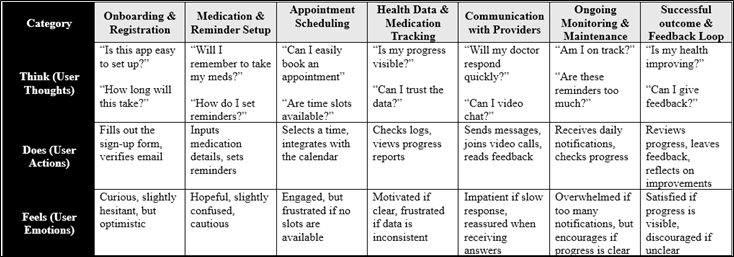 Category
Onboarding &
Registration
Medication &
Reminder Setup
Appointment
Scheduling
Health Data &
Medication
Tracking
Communication
with Providers
Ongoing
Monitoring &
Maintenance
Successful
outcome &
Feedback Loop
Think (User
Thoughts)
“Is this app easy
to set up?”
“How long will
this take?”
“Will I
remember to take
my meds?”
“How do I set
reminders?”
“Can I easily
book an
appointment”
“Are time slots
available?”
“Is my progress
visible?”
“Can I trust the
data?”
“Will my doctor
respond
quickly?”
“Can I video
chat?”
“Am I on track?”
“Are these
reminders too
much?”
“Is my health
improving?”
“Can I give
feedback?”
Does (User
Actions)
Fills out the
sign-up form,
verifies email
Inputs
medication
details, sets
reminders
Selects a time,
integrates with
the calendar
Checks logs,
views progress
reports
Sends messages,
joins video calls,
reads feedback
Receives daily
notifications,
checks progress
Reviews
progress, leaves
feedback,
reflects on
improvements
Feels (User
Emotions)
Curious, slightly
hesitant, but
optimistic
Hopeful, slightly
confused,
cautious
Engaged, but
frustrated if no
slots are
available
Motivated if
clear, frustrated
if data is
inconsistent
Impatient if slow
response,
reassured when
receiving
answers
Overwhelmed if
too many
notifications, but
encourages if
progress is clear
Satisfied if
progress is
visible,
discouraged if
unclear